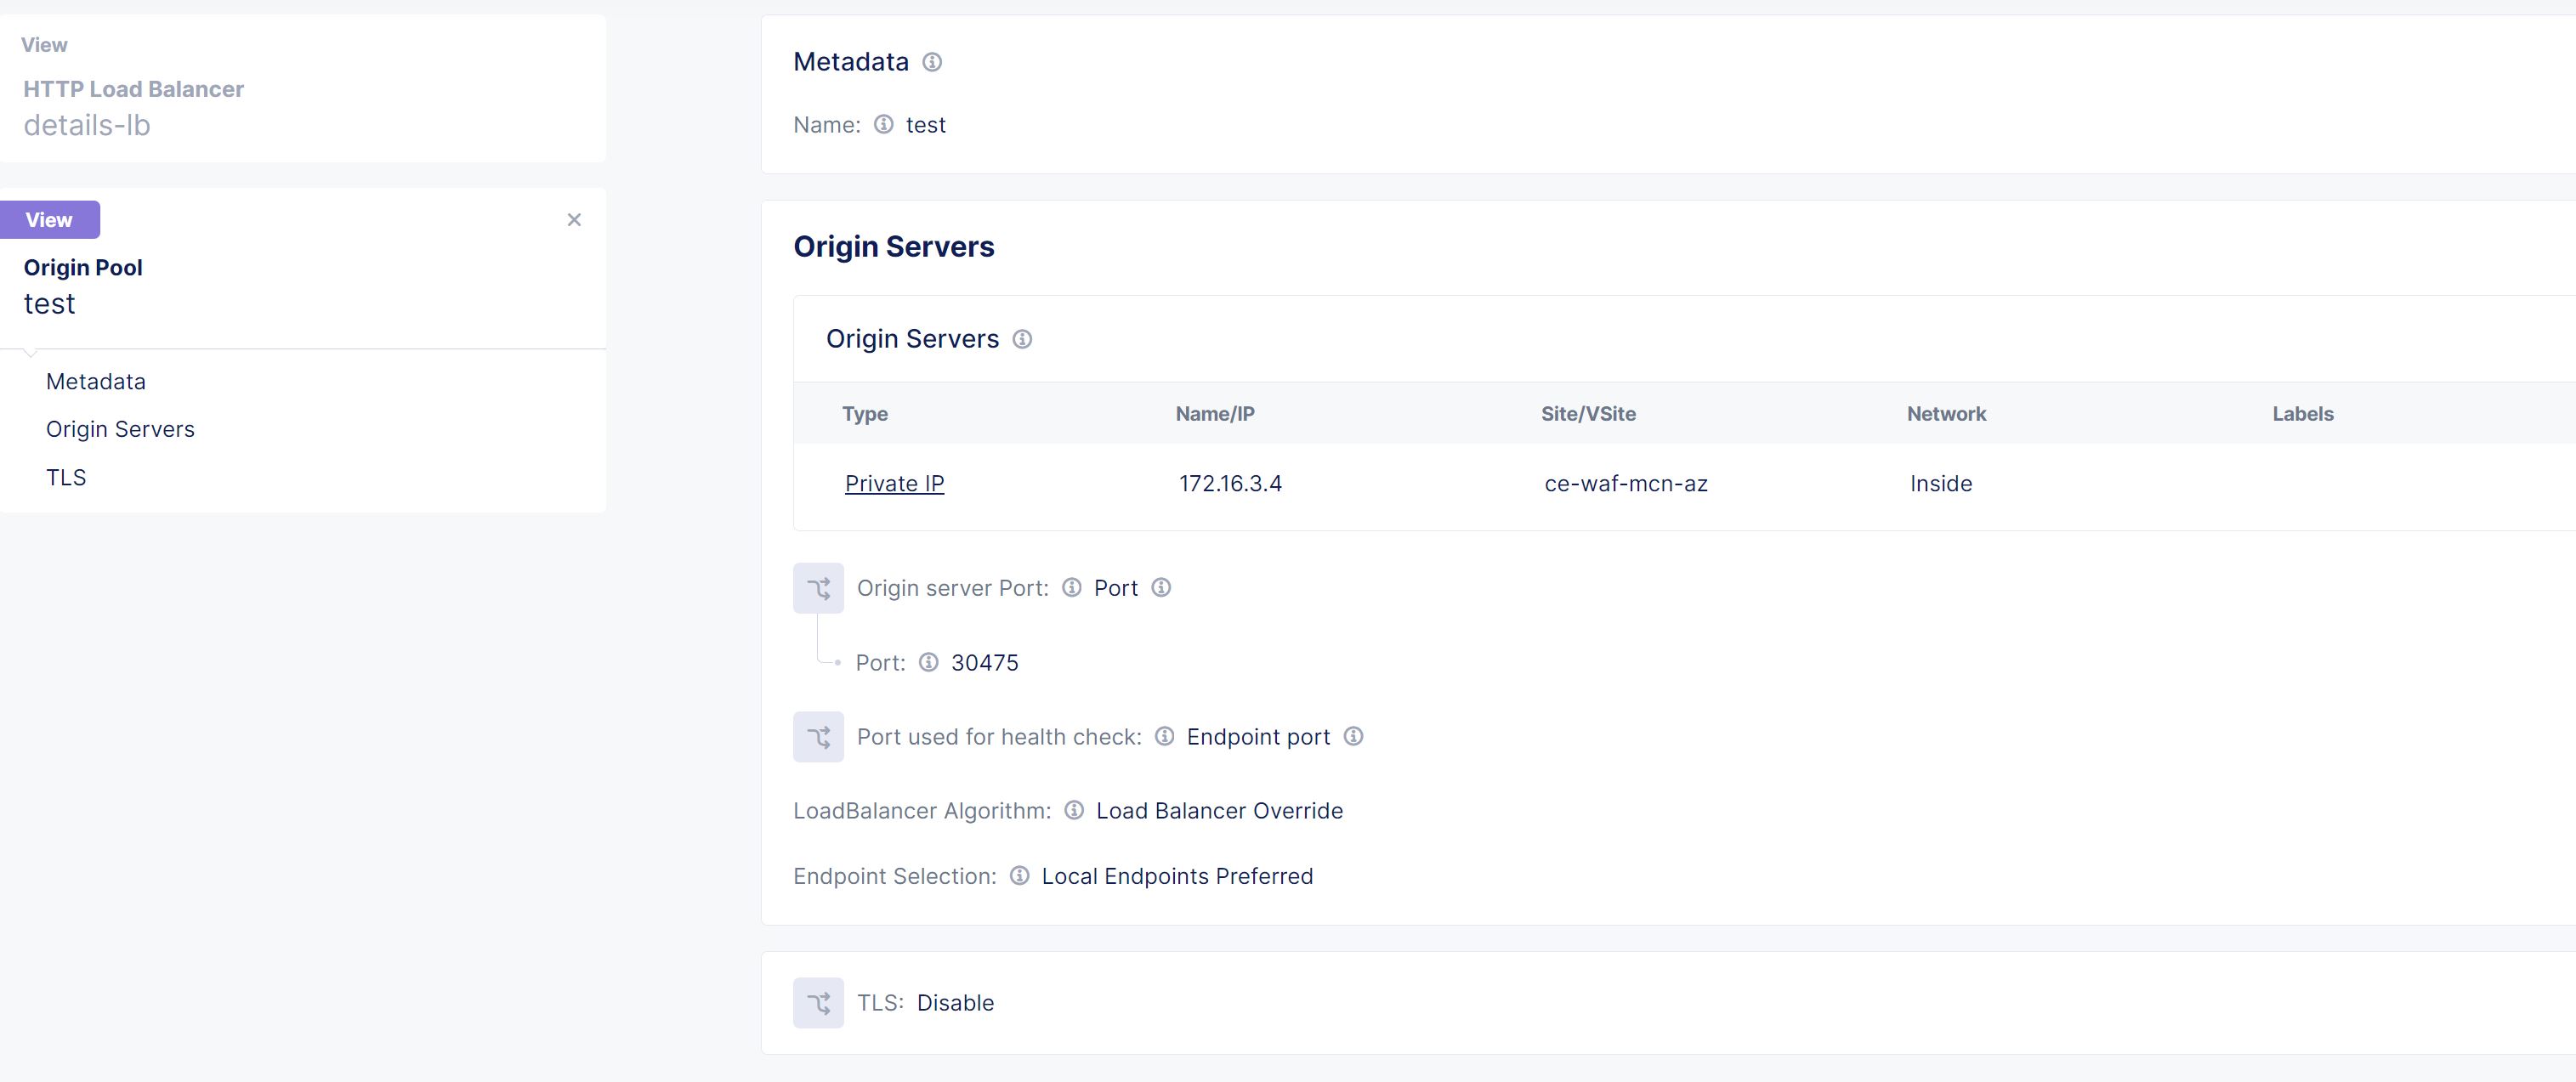 View
HTTP Load Balancer
details-lb
View
Origin Pool
test
Metadata
Origin Servers
TLS
Metadata
Name: test
Origin Servers
Origin Servers
Type Name/IP Site/VSite Network Labels
Private IP 172.16.3.4 ce-waf-mcn-az Inside
Origin server Port: Port
Port: 30475
Port used for health check: Endpoint port
LoadBalancer Algorithm: Load Balancer Override
Endpoint Selection: Local Endpoints Preferred
TLS: Disable